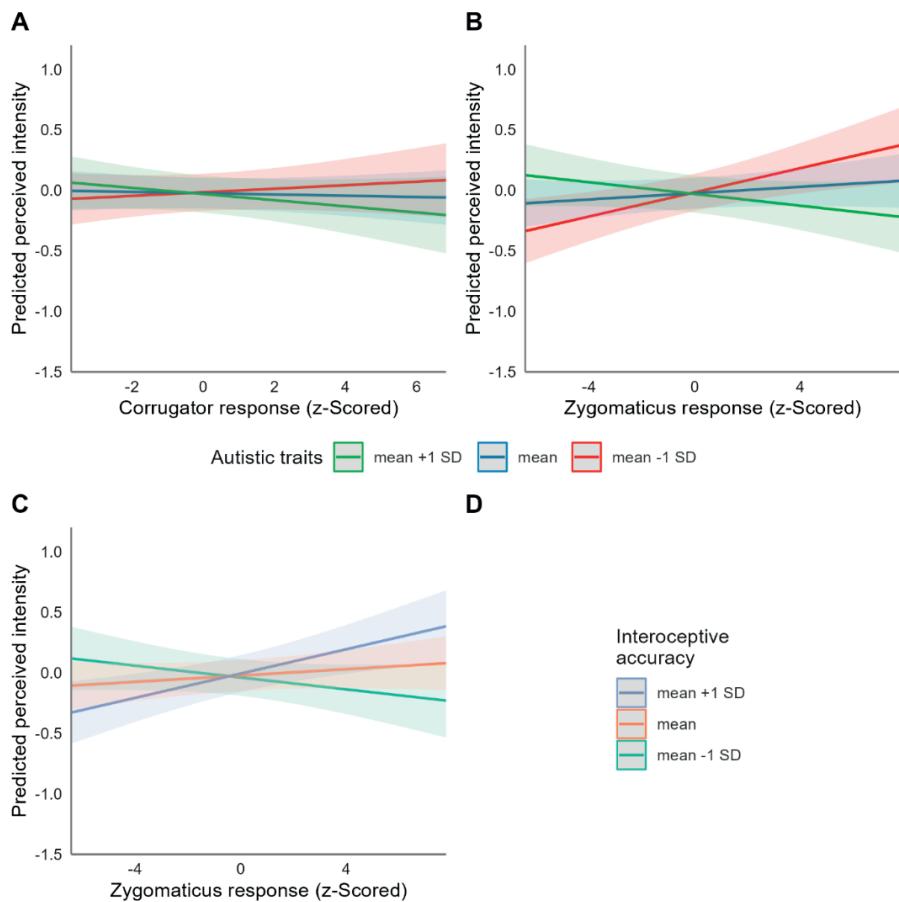 A
B
Predicted perceived intensity
1.0
0.5
0.0
-0.5
-1.0
-1.5
-2
0
2
4
6
Corrugator response (z-Scored)
Predicted perceived intensity
1.0
0.5
0.0
-0.5
-1.0
-1.5
-4
0
4
Zygomaticus response (z-Scored)
Autistic traits
mean +1 SD
mean
mean -1 SD
C
D
Predicted perceived intensity
1.0
0.5
0.0
-0.5
-1.0
-1.5
-4
0
4
Zygomaticus response (z-Scored)
Interoceptive
accuracy
mean +1 SD
mean
mean -1 SD